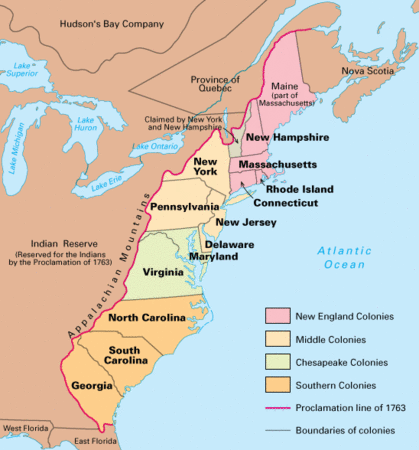 Hudson's Bay Company
Lake
Superior
Province of
Quebec
Nova Scotia
Maine
(part of
Massachusetts)
Claimed by New York
and New Hampshire
Lake
Huron
Lake Michigan
Lake Ontario
New Hampshire
Lake Erie
New
York
Massachusetts
Rhode Island
Connecticut
Pennsylvania
New Jersey
Appalachian Mountains
Indian Reserve
(Reserved for the Indians
by the Proclamation of 1763)
Delaware
Maryland
Atlantic
Ocean
Virginia
North Carolina
South
Carolina
Georgia
West Florida
East Florida
New England Colonies
Middle Colonies
Chesapeake Colonies
Southern Colonies
Proclamation line of 1763
Boundaries of colonies